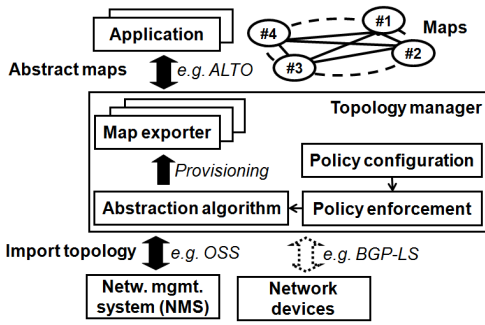 Application
#1
#2
#3
#4
Maps
Abstract maps
e.g. ALTO
Topology manager
Map exporter
Provisioning
Policy configuration
Abstraction algorithm
Policy enforcement
Import topology
e.g. OSS
e.g. BGP-LS
Netw. mgmt.
system (NMS)
Network
devices